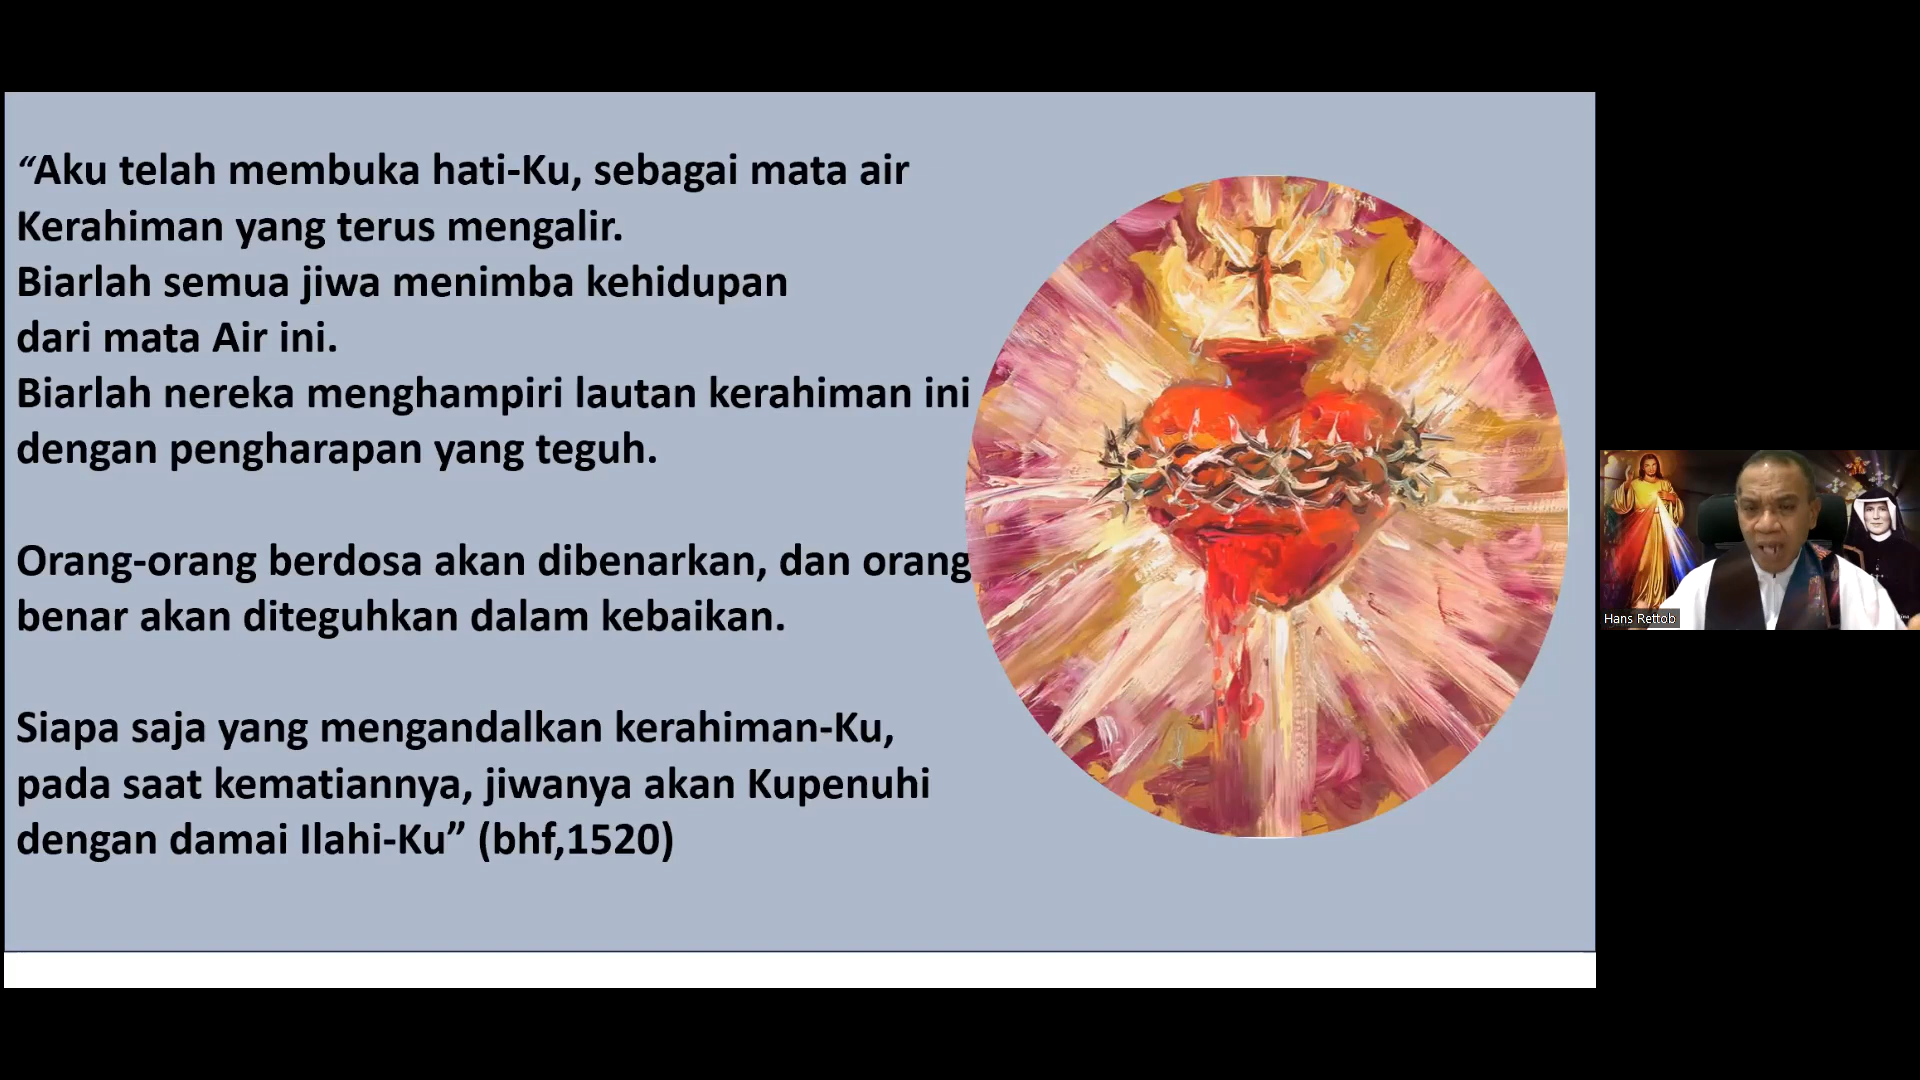 “Aku telah membuka hati-Ku, sebagai mata air
Kerahiman yang terus mengalir.
Biarlah semua jiwa menimba kehidupan
dari mata Air ini.
Biarlah nereka menghampiri lautan kerahiman ini
dengan pengharapan yang teguh.
Orang-orang berdosa akan dibenarkan, dan orang
benar akan diteguhkan dalam kebaikan.
Siapa saja yang mengandalkan kerahiman-Ku,
pada saat kematiannya, jiwanya akan Kupenuhi
dengan damai Ilahi-Ku” (bhf,1520)
Hans Rettob